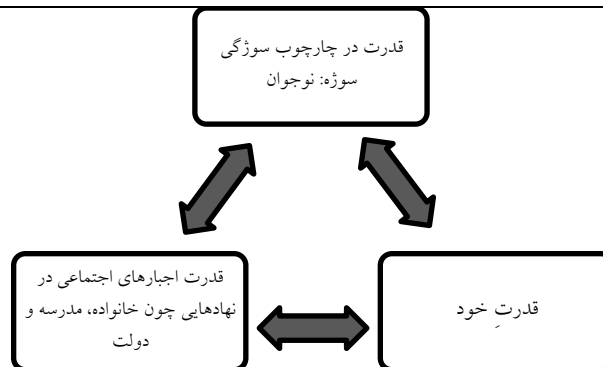 قدرت در چارچوب سوژگی
سوژه: نوجوان
قدرتِ خود
قدرت اجبارهای اجتماعی در
نهادهایی چون خانواده، مدرسه و
دولت